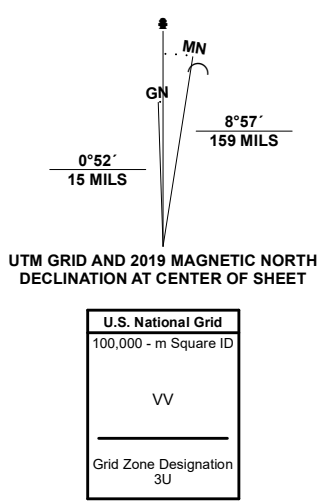 MN
GN
8°57´
159 MILS
0°52´
15 MILS
UTM GRID AND 2019 MAGNETIC NORTH
DECLINATION AT CENTER OF SHEET
U.S. National Grid
100,000 - m Square ID
VV
Grid Zone Designation
3U